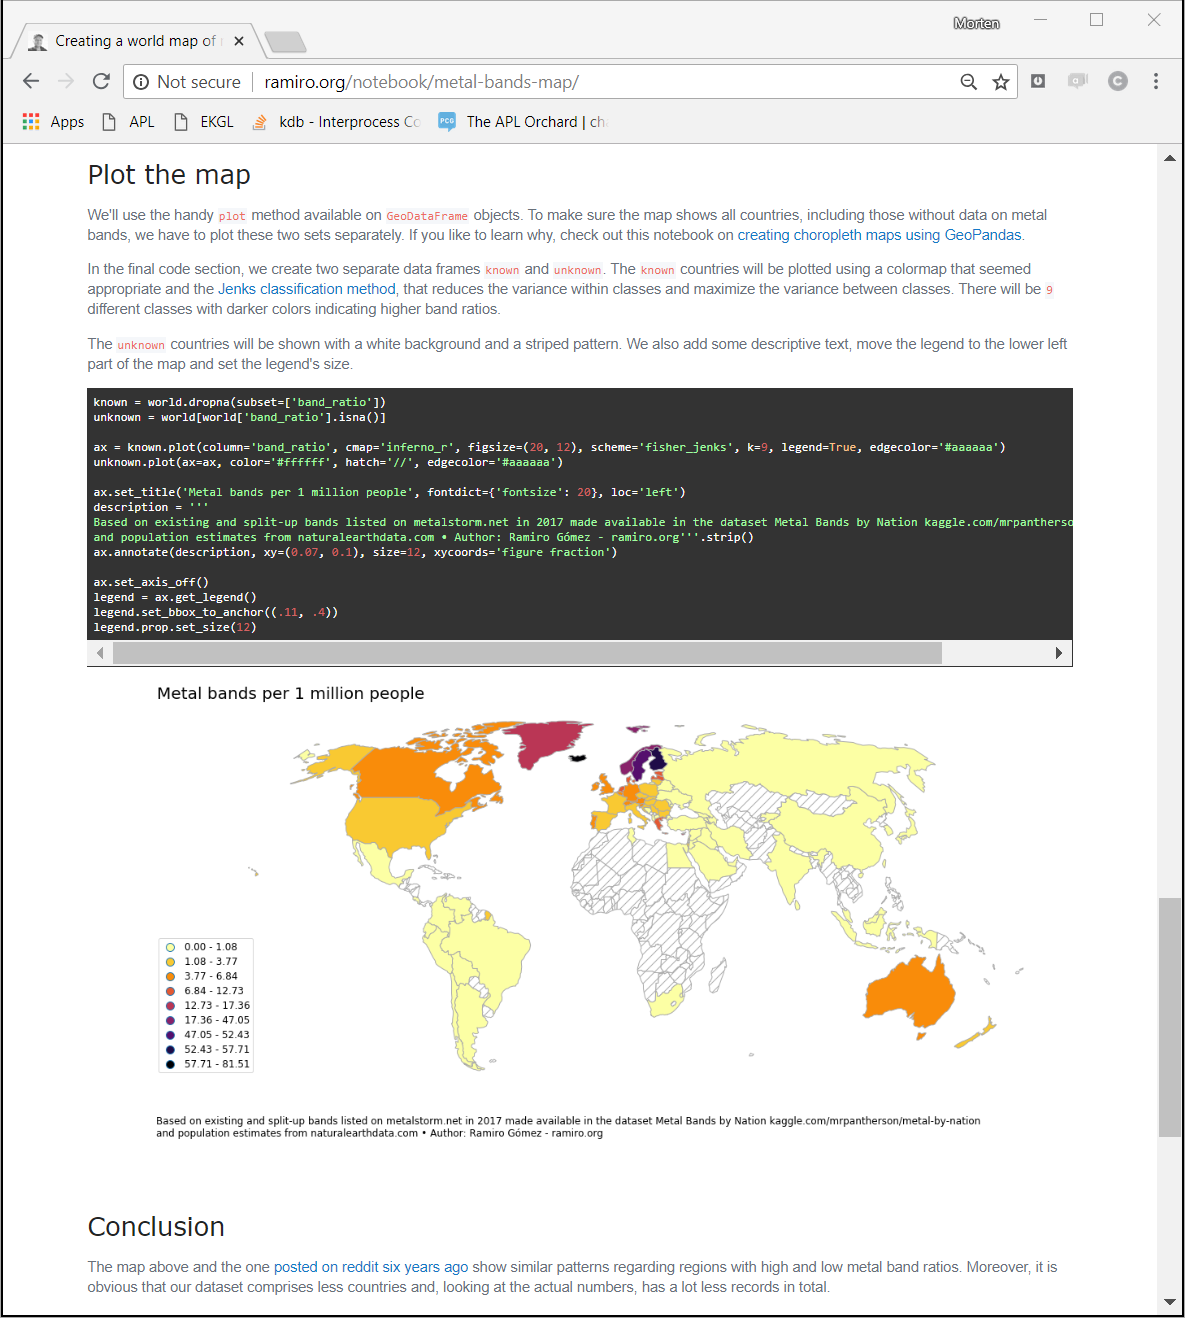 Morten
Creating a world map of
Not secure | ramiro.org/notebook/metal-bands-map/
Apps APL EKGL kdb - Interprocess Co The APL Orchard | cha
Plot the map
We'll use the handy plot method available on GeoDataFrame objects. To make sure the map shows all countries, including those without data on metal
bands, we have to plot these two sets separately. If you like to learn why, check out this notebook on creating choropleth maps using GeoPandas.
In the final code section, we create two separate data frames known and unknown. The known countries will be plotted using a colormap that seemed
appropriate and the Jenks classification method, that reduces the variance within classes and maximize the variance between classes. There will be 9
different classes with darker colors indicating higher band ratios.
The unknown countries will be shown with a white background and a striped pattern. We also add some descriptive text, move the legend to the lower left
part of the map and set the legend's size.
known = world.dropna(subset=['band_ratio'])
unknown = world[world['band_ratio'].isna()]
ax = known.plot(column='band_ratio', cmap='inferno_r', figsize=(20, 12), scheme='fisher_jenks', k=9, legend=True, edgecolor='#aaaaaa')
unknown.plot(ax=ax, color='#ffffff', hatch='//', edgecolor='#aaaaaa')
ax.set_title('Metal bands per 1 million people', fontdict={'fontsize': 20}, loc='left')
description = '''
Based on existing and split-up bands listed on metalstorm.net in 2017 made available in the dataset Metal Bands by Nation kaggle.com/mrpantherso
and population estimates from naturalearthdata.com • Author: Ramiro Gómez - ramiro.org'''.strip()
ax.annotate(description, xy=(0.07, 0.1), size=12, xycoords='figure fraction')
ax.set_axis_off()
legend = ax.get_legend()
legend.set_bbox_to_anchor((.11, .4))
legend.prop.set_size(12)
Metal bands per 1 million people
0.00 - 1.08
1.08 - 3.77
3.77 - 6.84
6.84 - 12.73
12.73 - 17.36
17.36 - 47.05
47.05 - 52.43
52.43 - 57.71
57.71 - 81.51
Based on existing and split-up bands listed on metalstorm.net in 2017 made available in the dataset Metal Bands by Nation kaggle.com/mrpantherson/metal-by-nation
and population estimates from naturalearthdata.com • Author: Ramiro Gómez - ramiro.org
Conclusion
The map above and the one posted on reddit six years ago show similar patterns regarding regions with high and low metal band ratios. Moreover, it is
obvious that our dataset comprises less countries and, looking at the actual numbers, has a lot less records in total.